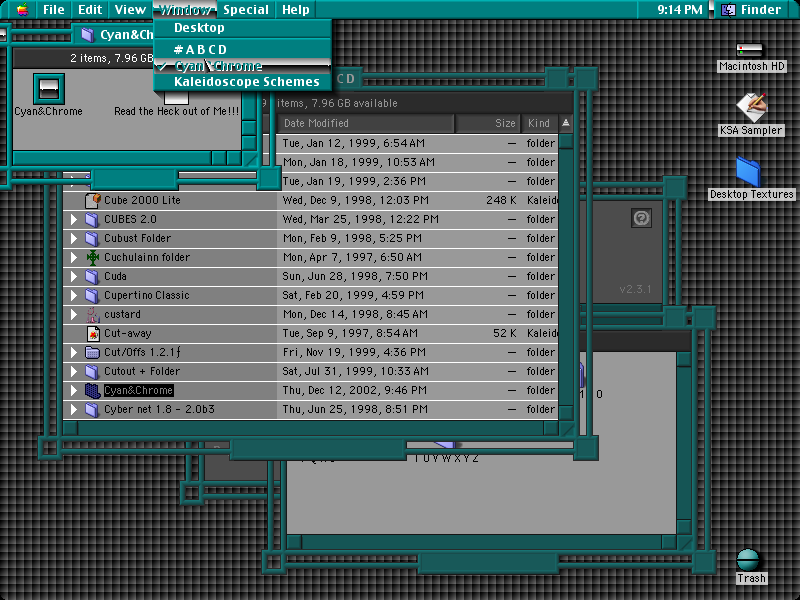 File Edit View Window Special Help 9:14 PM Finder
Desktop
#ABCD
Cyan&Chrome
Kaleidoscope Schemes
Cyan&Ch
2 items, 7.96 GB
Cyan&Chrome
Read the Heck out of Me!!!
Macintosh HD
KSA Sampler
Desktop Textures
Trash
C D
items, 7.96 GB available
Date Modified Size Kind
Tue, Jan 12, 1999, 6:54 AM — folder
Mon, Jan 18, 1999, 10:53 AM — folder
Tue, Jan 19, 1999, 2:36 PM — folder
Cube 2000 Lite Wed, Dec 9, 1998, 12:03 PM 248 K Kaleid
CUBES 2.0 Wed, Mar 25, 1998, 12:22 PM — folder
Cubust Folder Mon, Feb 9, 1998, 5:25 PM — folder
Cuchulainn folder Mon, Apr 7, 1997, 6:50 AM — folder
Cuda Sun, Jun 28, 1998, 7:50 PM — folder
Cupertino Classic Sat, Feb 20, 1999, 4:59 PM — folder
custard Mon, Dec 14, 1998, 8:45 AM — folder
Cut-away Tue, Sep 9, 1997, 8:54 AM 52 K Kaleid
Cut/Offs 1.2.1ƒ Fri, Nov 19, 1999, 4:36 PM — folder
Cutout + Folder Sat, Jul 31, 1999, 10:33 AM — folder
Cyan&Chrome Thu, Dec 12, 2002, 9:46 PM — folder
Cyber net 1.8 - 2.0b3 Thu, Jun 25, 1998, 8:51 PM — folder
v2.3.1
TUVWXYZ